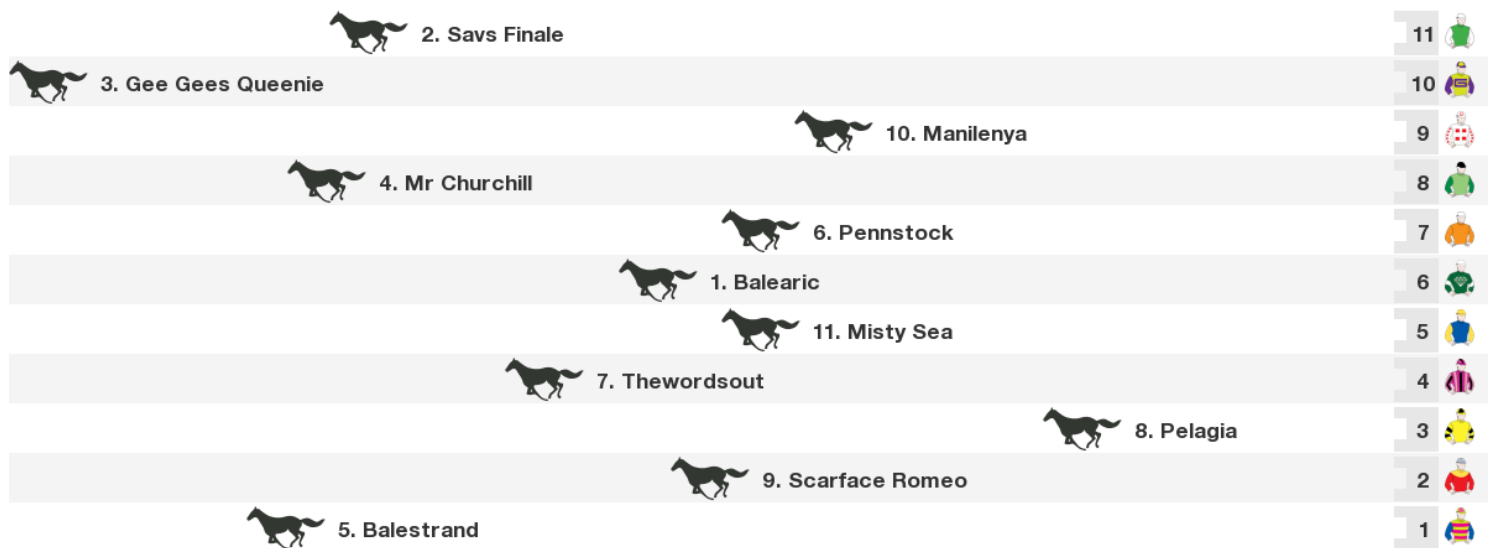 2. Savs Finale 11
3. Gee Gees Queenie 10
10. Manilenya 9
4. Mr Churchill 8
6. Pennstock 7
1. Balearic 6
11. Misty Sea 5
7. Thewordsout 4
8. Pelagia 3
9. Scarface Romeo 2
5. Balestrand 1